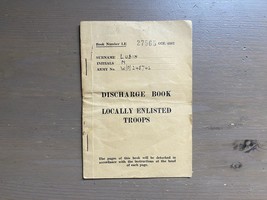 Book Number LE 27565
SURNAME
INITIALS
ARMY No.
DISCHARGE BOOK
LOCALLY ENLISTED
TROOPS
The pages of this book will be detached in
accordance with the instructions at the head
of each page.